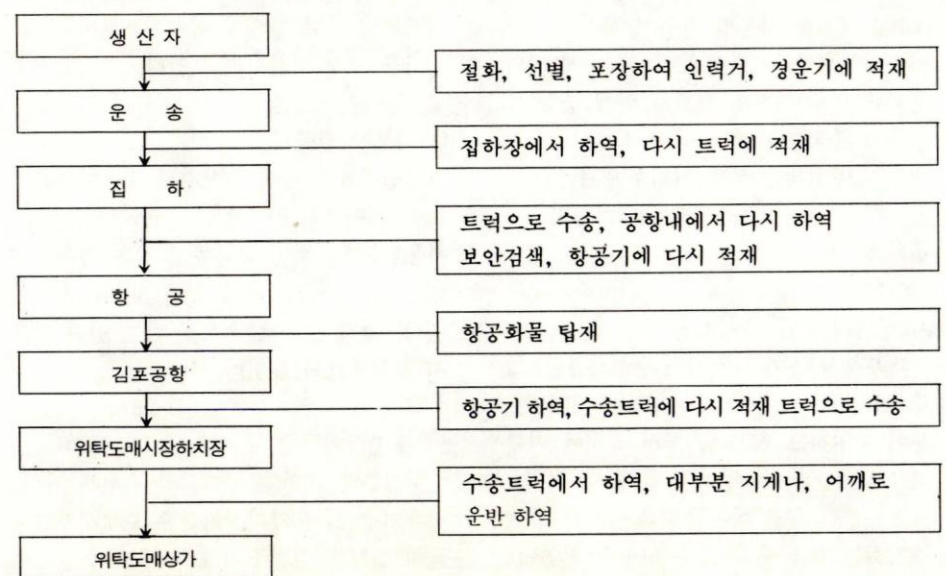 생 산 자
절화, 선별, 포장하여 인력거, 경운기에 적재
운 송
집하장에서 하역, 다시 트럭에 적재
집 하
트럭으로 수송, 공항내에서 다시 하역
보안검색, 항공기에 다시 적재
항 공
항공화물 탑재
김포공항
항공기 하역, 수송트럭에 다시 적재 트럭으로 수송
위탁도매시장하치장
수송트럭에서 하역, 대부분 지게나, 어깨로
운반 하역
위탁도매상가